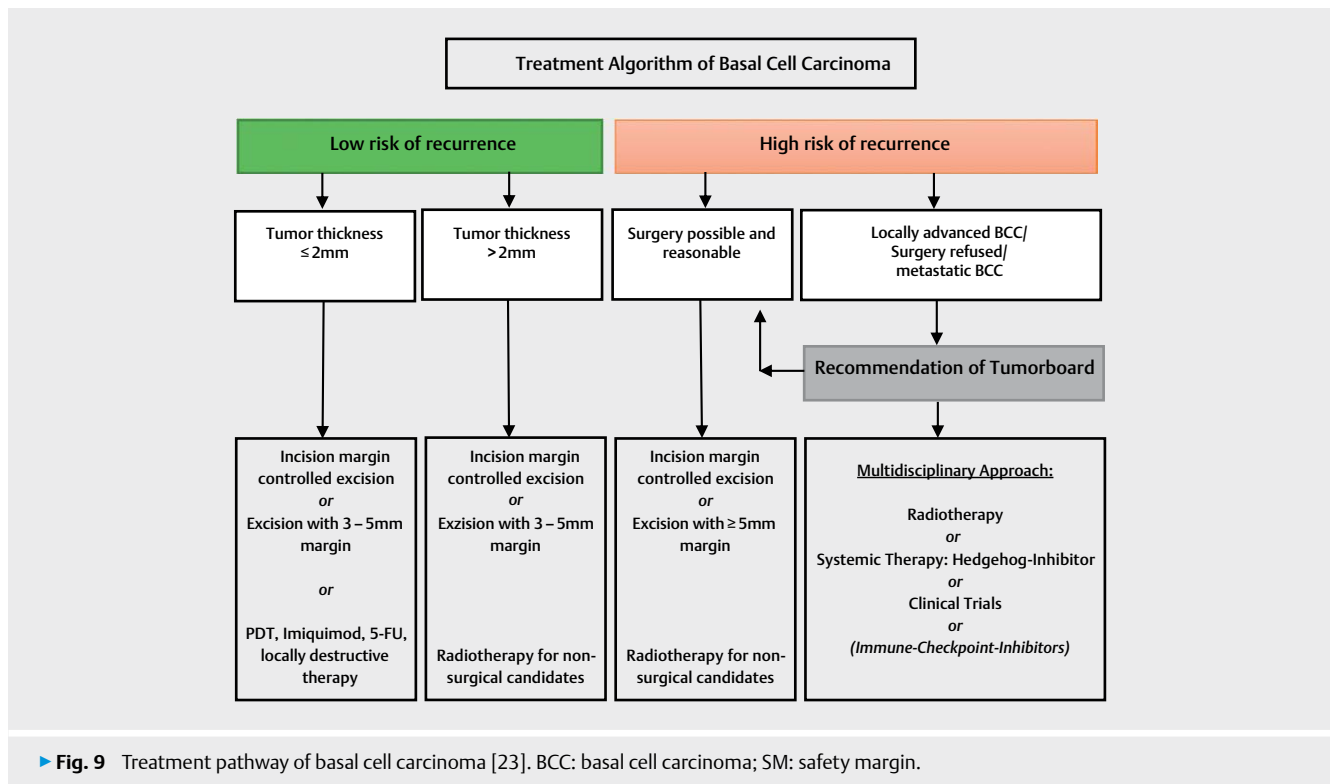 Treatment Algorithm of Basal Cell Carcinoma
Low risk of recurrence
High risk of recurrence
Tumor thickness
≤ 2mm
Tumor thickness
> 2mm
Surgery possible and
reasonable
Locally advanced BCC/
Surgery refused/
metastatic BCC
Recommendation of Tumorboard
Incision margin
controlled excision
or
Excision with 3 – 5mm
margin
or
PDT, Imiquimod, 5-FU,
locally destructive
therapy
Incision margin
controlled excision
or
Exzision with 3 – 5mm
margin
Radiotherapy for non-
surgical candidates
Incision margin
controlled excision
or
Excision with ≥ 5mm
margin
Radiotherapy for non-
surgical candidates
Multidisciplinary Approach:
Radiotherapy
or
Systemic Therapy: Hedgehog-Inhibitor
or
Clinical Trials
or
(Immune-Checkpoint-Inhibitors)
▶ Fig. 9 Treatment pathway of basal cell carcinoma [23]. BCC: basal cell carcinoma; SM: safety margin.